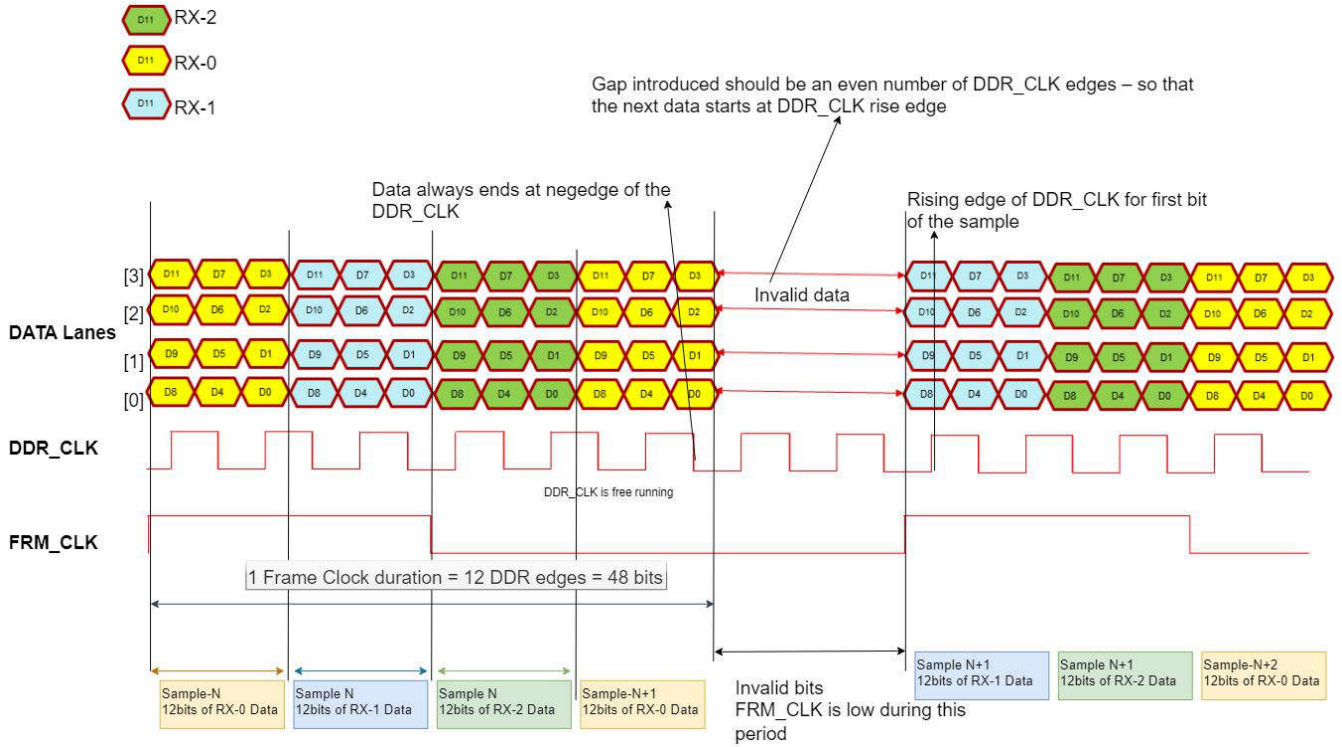 D11 RX-2
D11 RX-0
D11 RX-1
Gap introduced should be an even number of DDR_CLK edges – so that
the next data starts at DDR_CLK rise edge
Data always ends at negedge of the
DDR_CLK
Rising edge of DDR_CLK for first bit
of the sample
[3] D11 D7 D3 D11 D7 D3 D11 D7 D3 D11 D7 D3 D11 D7 D3 D11 D7 D3 D11 D7 D3
Invalid data
DATA Lanes
[2] D10 D6 D2 D10 D6 D2 D10 D6 D2 D10 D6 D2 D10 D6 D2 D10 D6 D2 D10 D6 D2
[1] D9 D5 D1 D9 D5 D1 D9 D5 D1 D9 D5 D1 D9 D5 D1 D9 D5 D1 D9 D5 D1
[0] D8 D4 D0 D8 D4 D0 D8 D4 D0 D8 D4 D0 D8 D4 D0 D8 D4 D0 D8 D4 D0
DDR_CLK
DDR_CLK is free running
FRM_CLK
1 Frame Clock duration = 12 DDR edges = 48 bits
Sample-N
12bits of RX-0 Data
Sample N
12bits of RX-1 Data
Sample N
12bits of RX-2 Data
Sample-N+1
12bits of RX-0 Data
Invalid bits
FRM_CLK is low during this
period
Sample N+1
12bits of RX-1 Data
Sample N+1
12bits of RX-2 Data
Sample-N+2
12bits of RX-0 Data